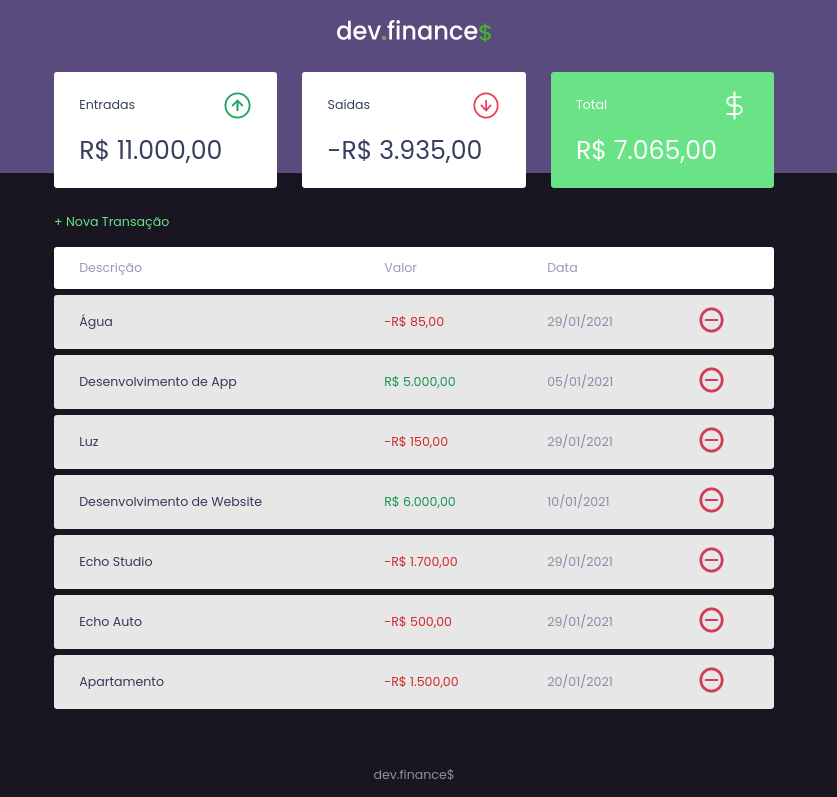 dev.finance$
Entradas
R$ 11.000,00
Saídas
-R$ 3.935,00
Total
$
R$ 7.065,00
+ Nova Transação
Descrição Valor Data
Água -R$ 85,00 29/01/2021
Desenvolvimento de App R$ 5.000,00 05/01/2021
Luz -R$ 150,00 29/01/2021
Desenvolvimento de Website R$ 6.000,00 10/01/2021
Echo Studio -R$ 1.700,00 29/01/2021
Echo Auto -R$ 500,00 29/01/2021
Apartamento -R$ 1.500,00 20/01/2021
dev.finance$